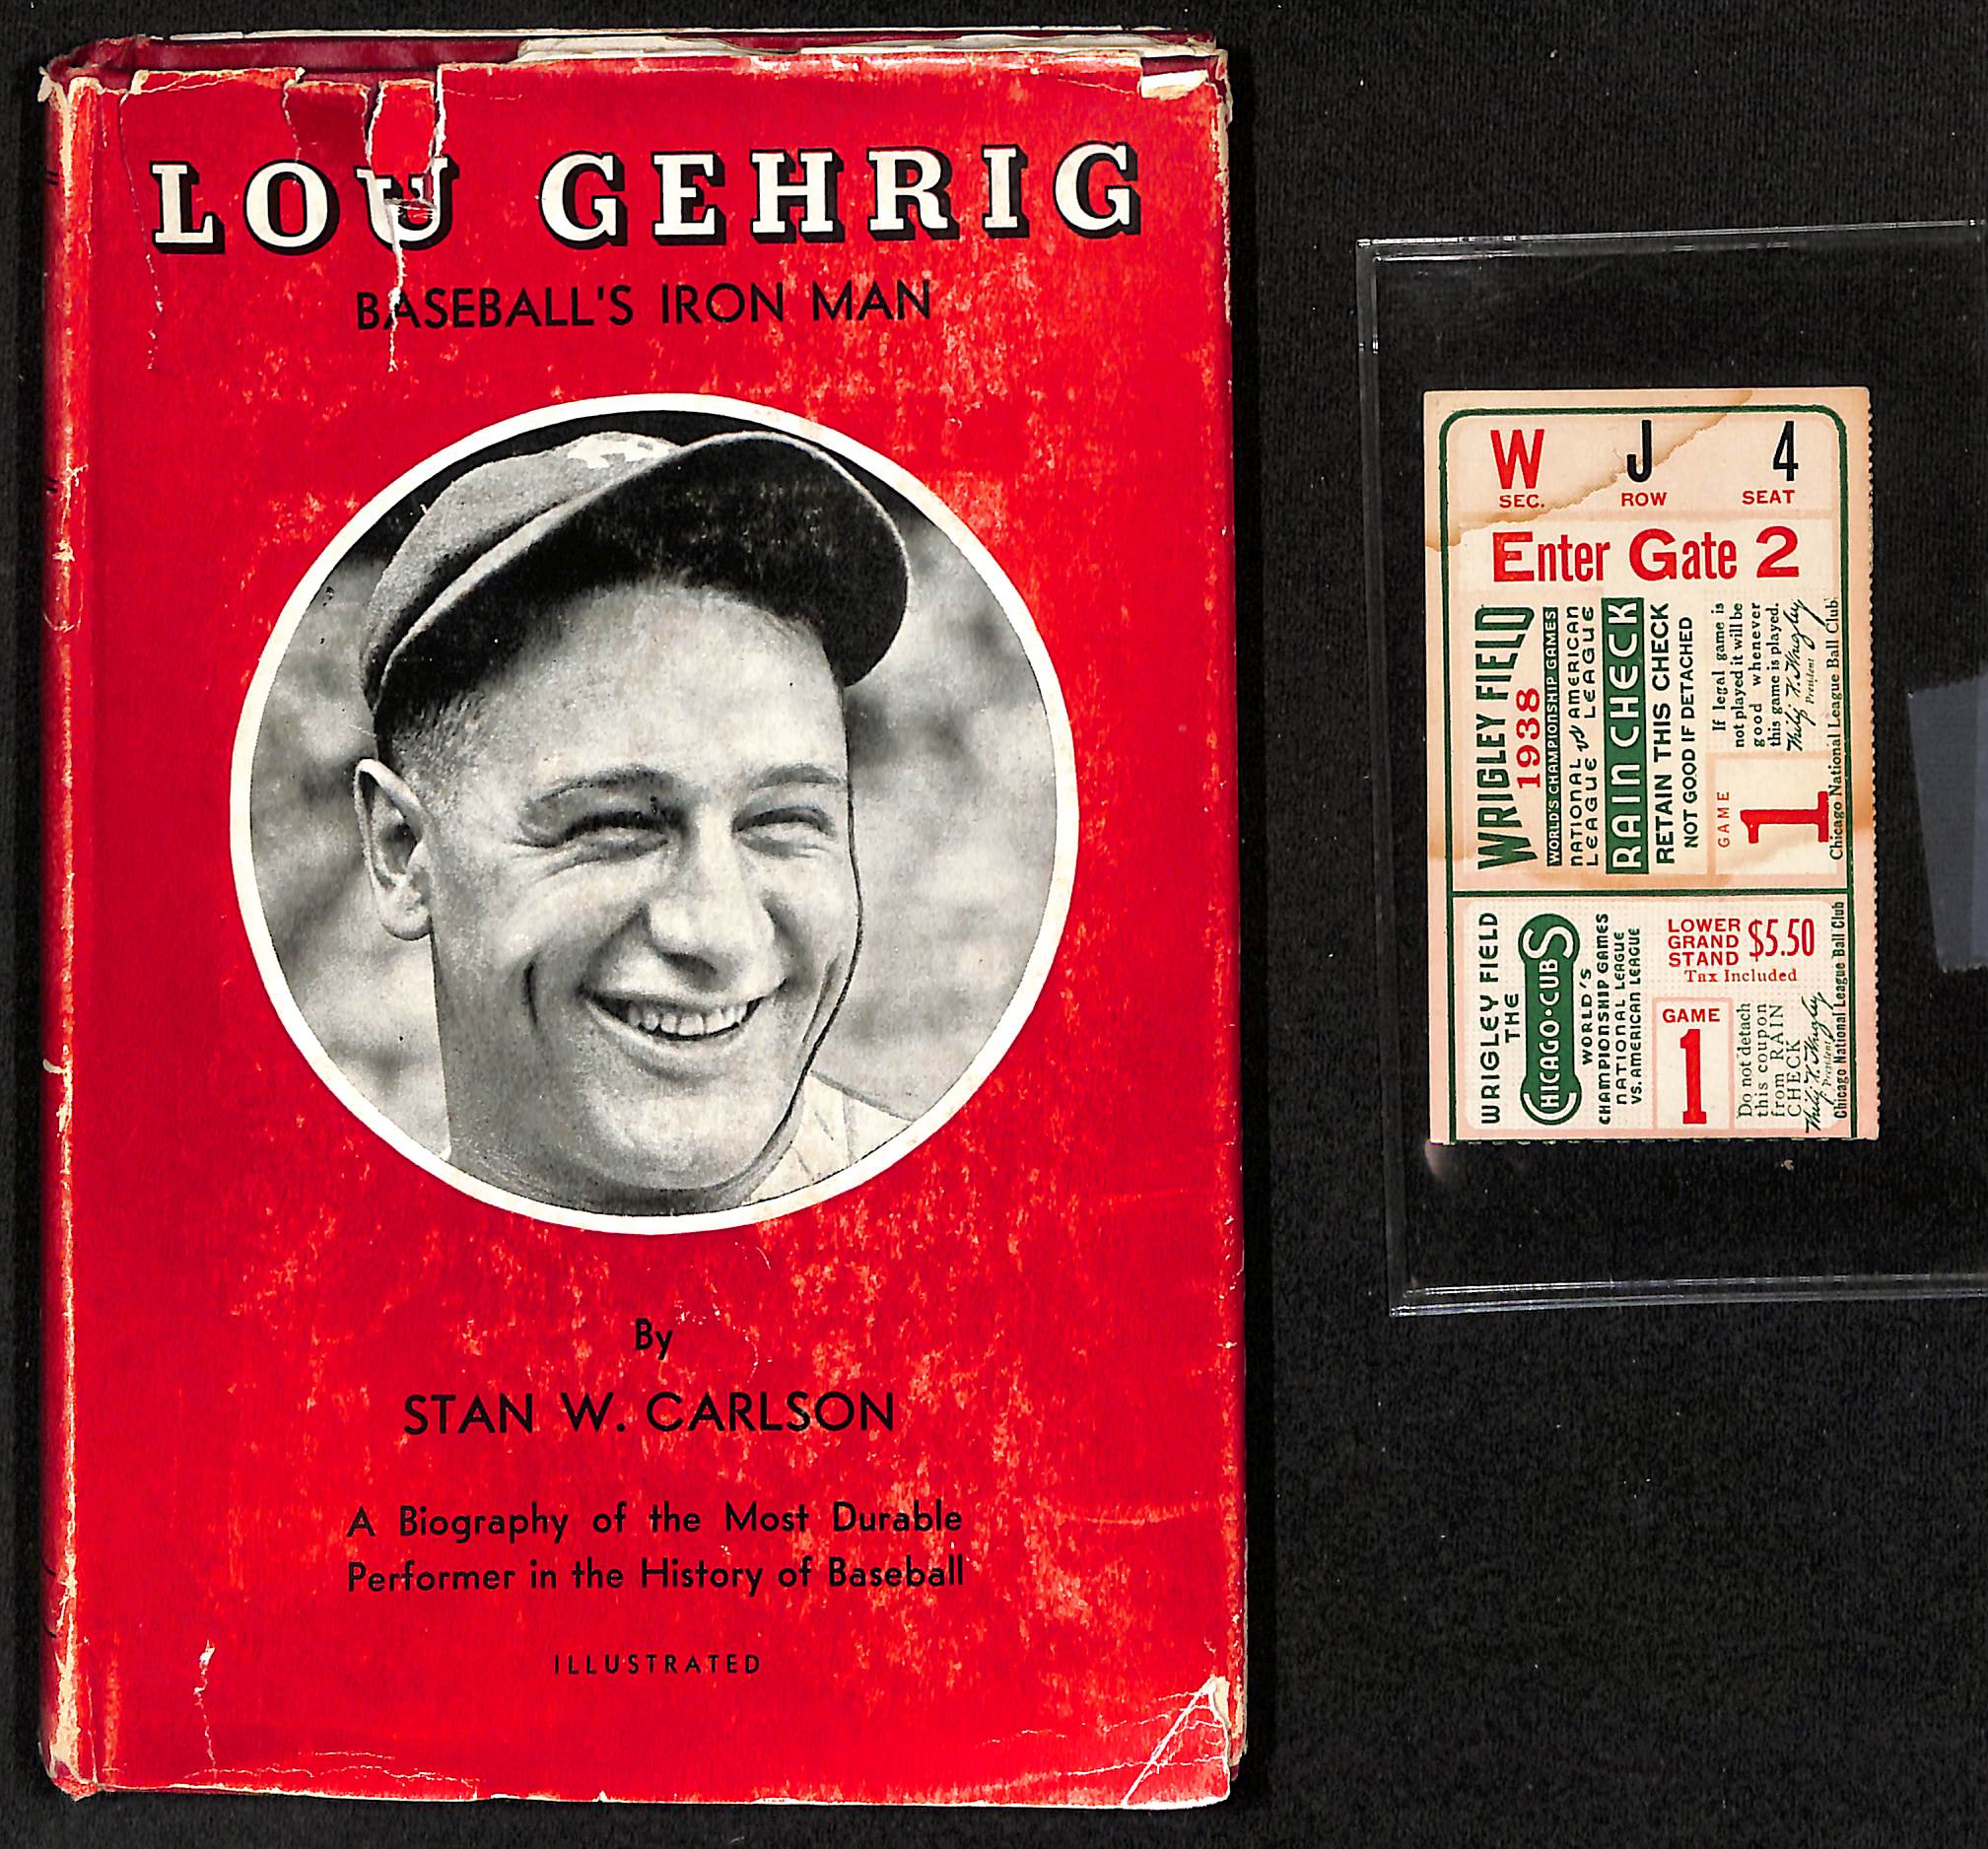 LOU GEHRIG
BASEBALL'S IRON MAN
By
STAN W. CARLSON
A Biography of the Most Durable
Performer in the History of Baseball
ILLUSTRATED
W J 4
SEC. ROW SEAT
Enter Gate 2
WRIGLEY FIELD
1938
WORLD'S CHAMPIONSHIP GAMES
NATIONAL VS AMERICAN
LEAGUE LEAGUE
RAIN CHECK
RETAIN THIS CHECK
NOT GOOD IF DETACHED
GAME
1
If legal game is
not played it will be
good whenever
this game is played.
Philip K. Wrigley
President
Chicago National League Ball Club
WRIGLEY FIELD
THE
CHICAGO·CUBS
WORLD'S
CHAMPIONSHIP GAMES
NATIONAL LEAGUE
VS. AMERICAN LEAGUE
LOWER
GRAND
STAND
$5.50
Tax Included
GAME
1
Do not detach
this coupon
from RAIN
CHECK
Philip K. Wrigley
President
Chicago National League Ball Club